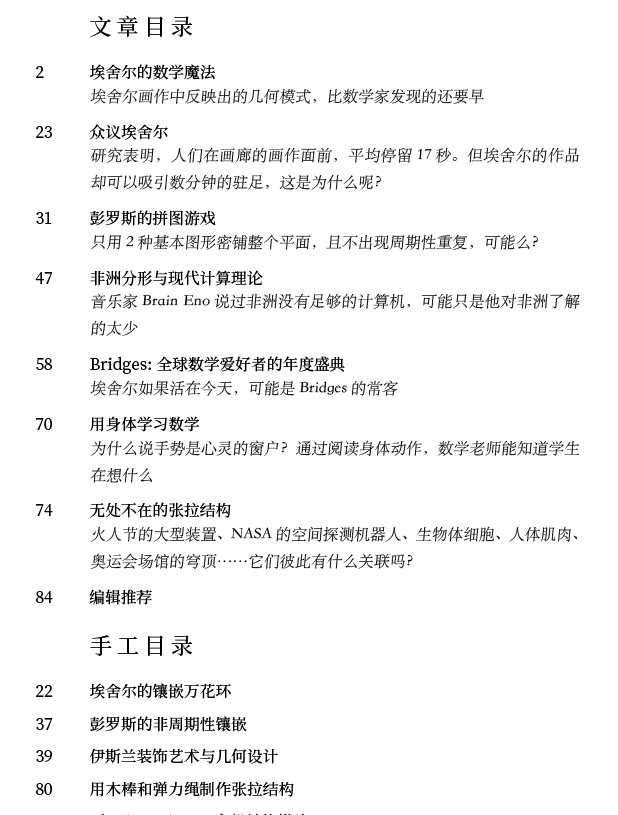 文章目录
2 埃舍尔的数学魔法
埃舍尔画作中反映出的几何模式，比数学家发现的还要早
23 众议埃舍尔
研究表明，人们在画廊的画作面前，平均停留 17 秒。但埃舍尔的作品
却可以吸引数分钟的驻足，这是为什么呢？
31 彭罗斯的拼图游戏
只用 2 种基本图形密铺整个平面，且不出现周期性重复，可能么？
47 非洲分形与现代计算理论
音乐家 Brain Eno 说过非洲没有足够的计算机，可能只是他对非洲了解
的太少
58 Bridges: 全球数学爱好者的年度盛典
埃舍尔如果活在今天，可能是 Bridges 的常客
70 用身体学习数学
为什么说手势是心灵的窗户？通过阅读身体动作，数学老师能知道学生
在想什么
74 无处不在的张拉结构
火人节的大型装置、NASA 的空间探测机器人、生物体细胞、人体肌肉、
奥运会场馆的穹顶……它们彼此有什么关联吗？
84 编辑推荐
手工目录
22 埃舍尔的镶嵌万花环
37 彭罗斯的非周期性镶嵌
39 伊斯兰装饰艺术与几何设计
80 用木棒和弹力绳制作张拉结构